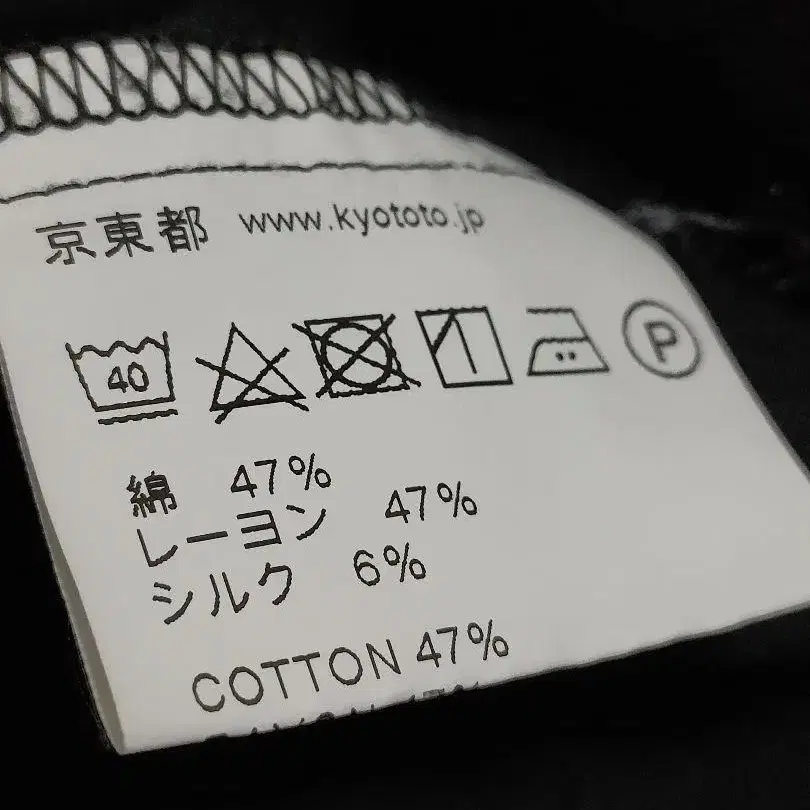 京東都 www.kyototo.jp
40 P
綿 47%
レーヨン 47%
シルク 6%
COTTON 47%